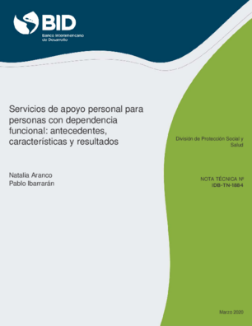 BID
Banco Interamericano
de Desarrollo
Servicios de apoyo personal para
personas con dependencia
funcional: antecedentes,
características y resultados
Natalia Aranco
Pablo Ibarrarán
División de Protección Social y
Salud
NOTA TÉCNICA Nº
IDB-TN-1884
Marzo 2020